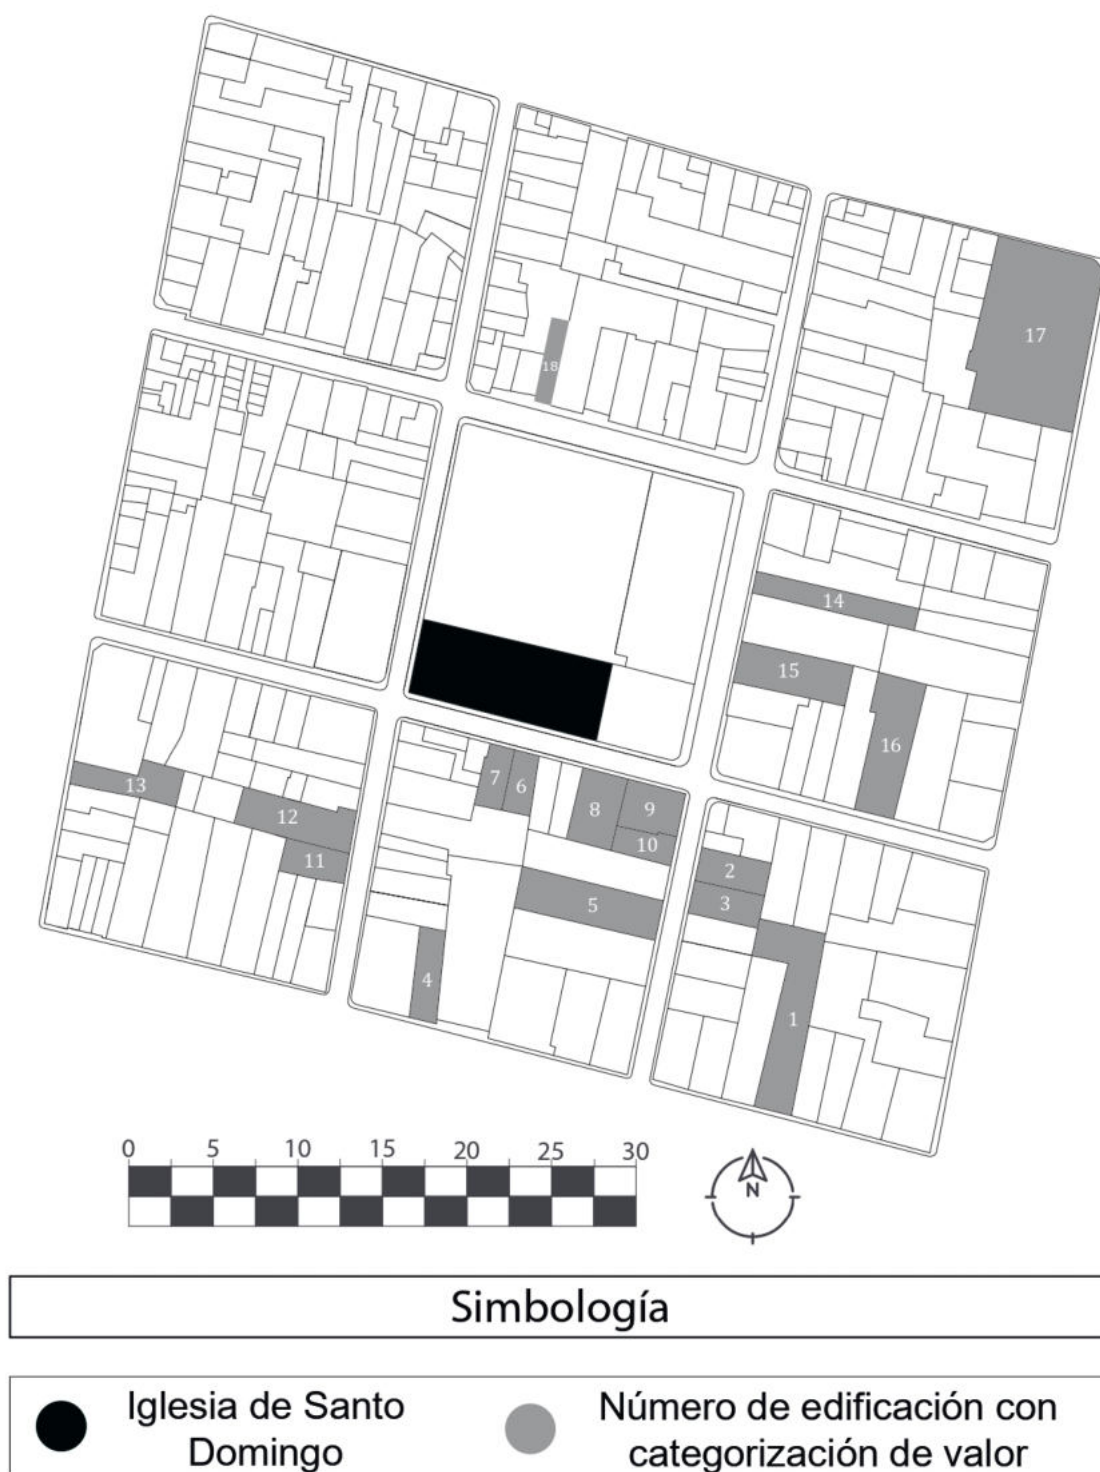 17
18
14
15
16
13
12
11
7
6
8
9
10
5
4
2
3
1
0 5 10 15 20 25 30
N
Simbología
Iglesia de Santo
Domingo
Número de edificación con
categorización de valor